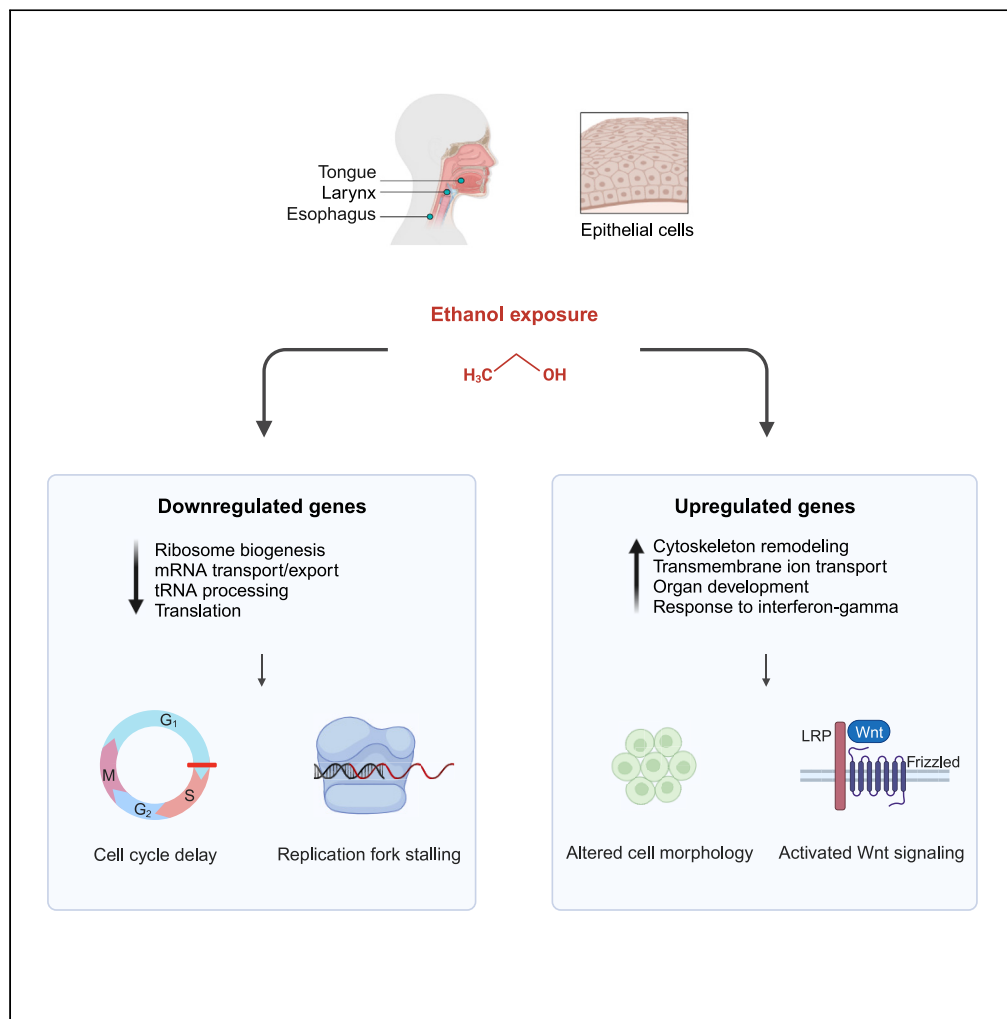 Tongue
Larynx
Esophagus
Epithelial cells
Ethanol exposure
H₃C OH
Downregulated genes
Ribosome biogenesis
mRNA transport/export
tRNA processing
Translation
G₁
M
S
G₂
Cell cycle delay
Replication fork stalling
Upregulated genes
Cytoskeleton remodeling
Transmembrane ion transport
Organ development
Response to interferon-gamma
LRP
Wnt
Frizzled
Altered cell morphology
Activated Wnt signaling